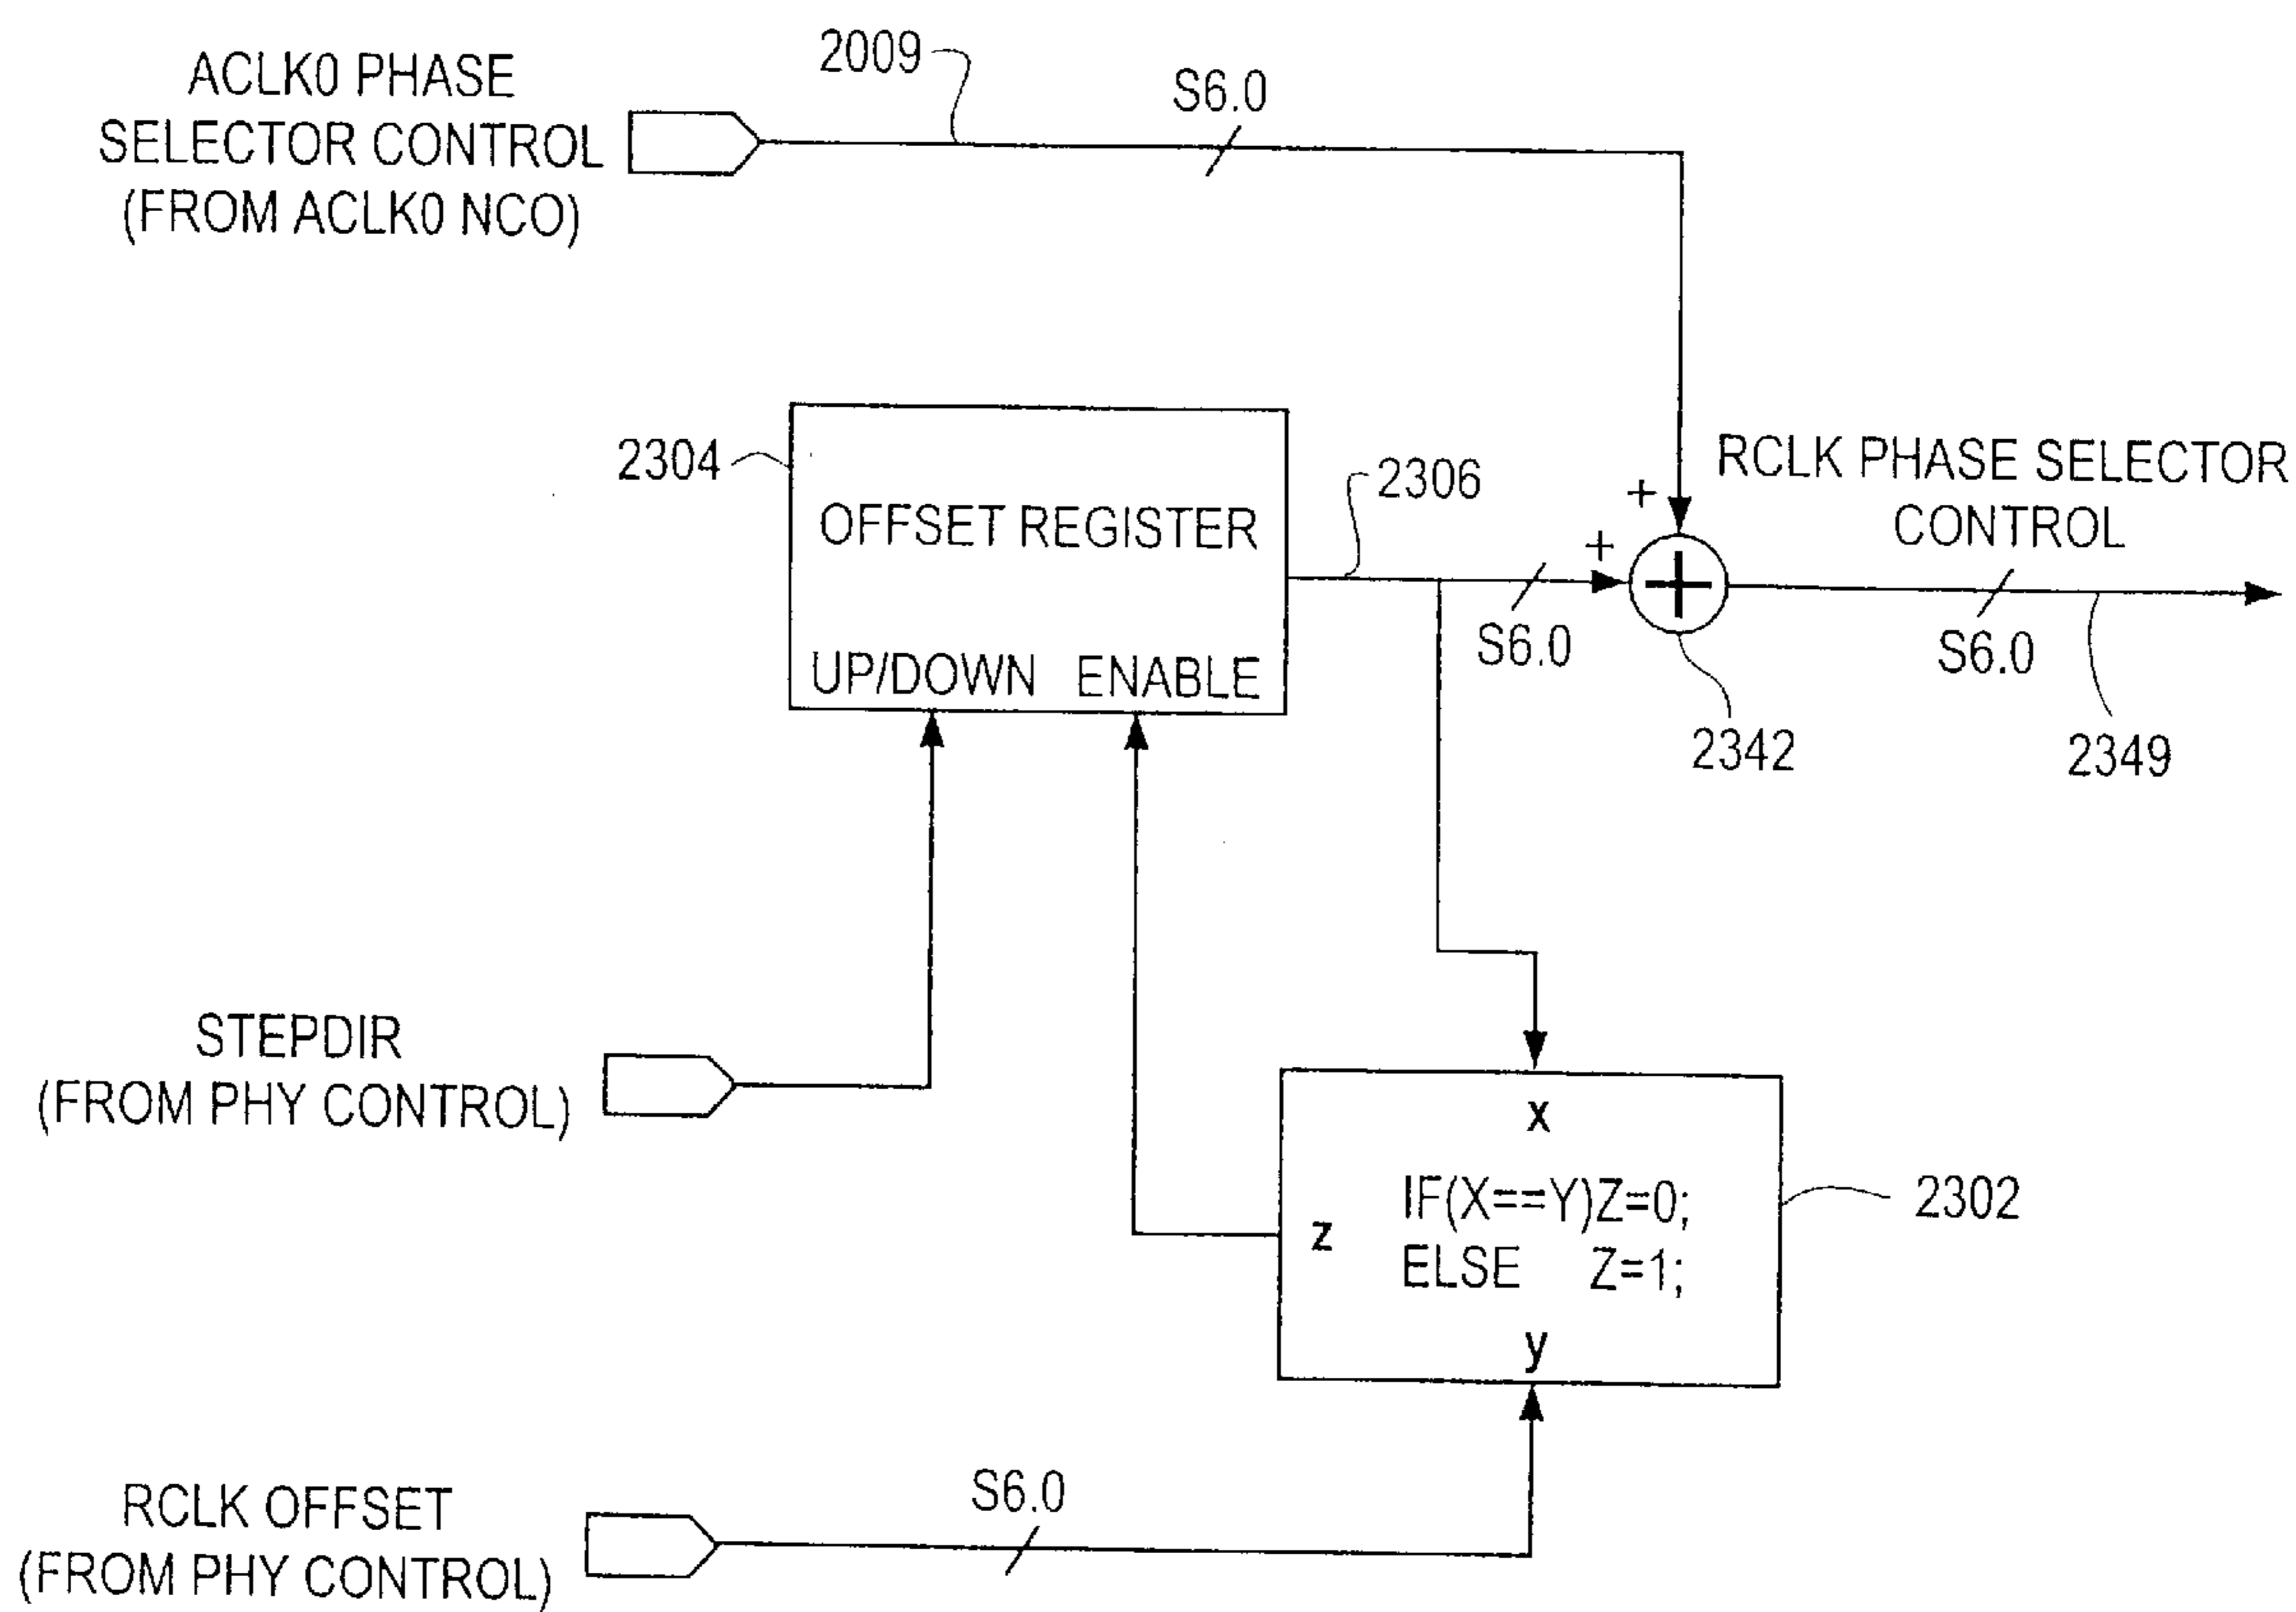 ACLK0 PHASE
SELECTOR CONTROL
(FROM ACLK0 NCO)
2009
S6.0
2304
OFFSET REGISTER
UP/DOWN ENABLE
2306
+
+
S6.0
+
2342
RCLK PHASE SELECTOR
CONTROL
S6.0
2349
STEPDIR
(FROM PHY CONTROL)
x
IF(X==Y)Z=0;
z
ELSE Z=1;
y
2302
RCLK OFFSET
(FROM PHY CONTROL)
S6.0